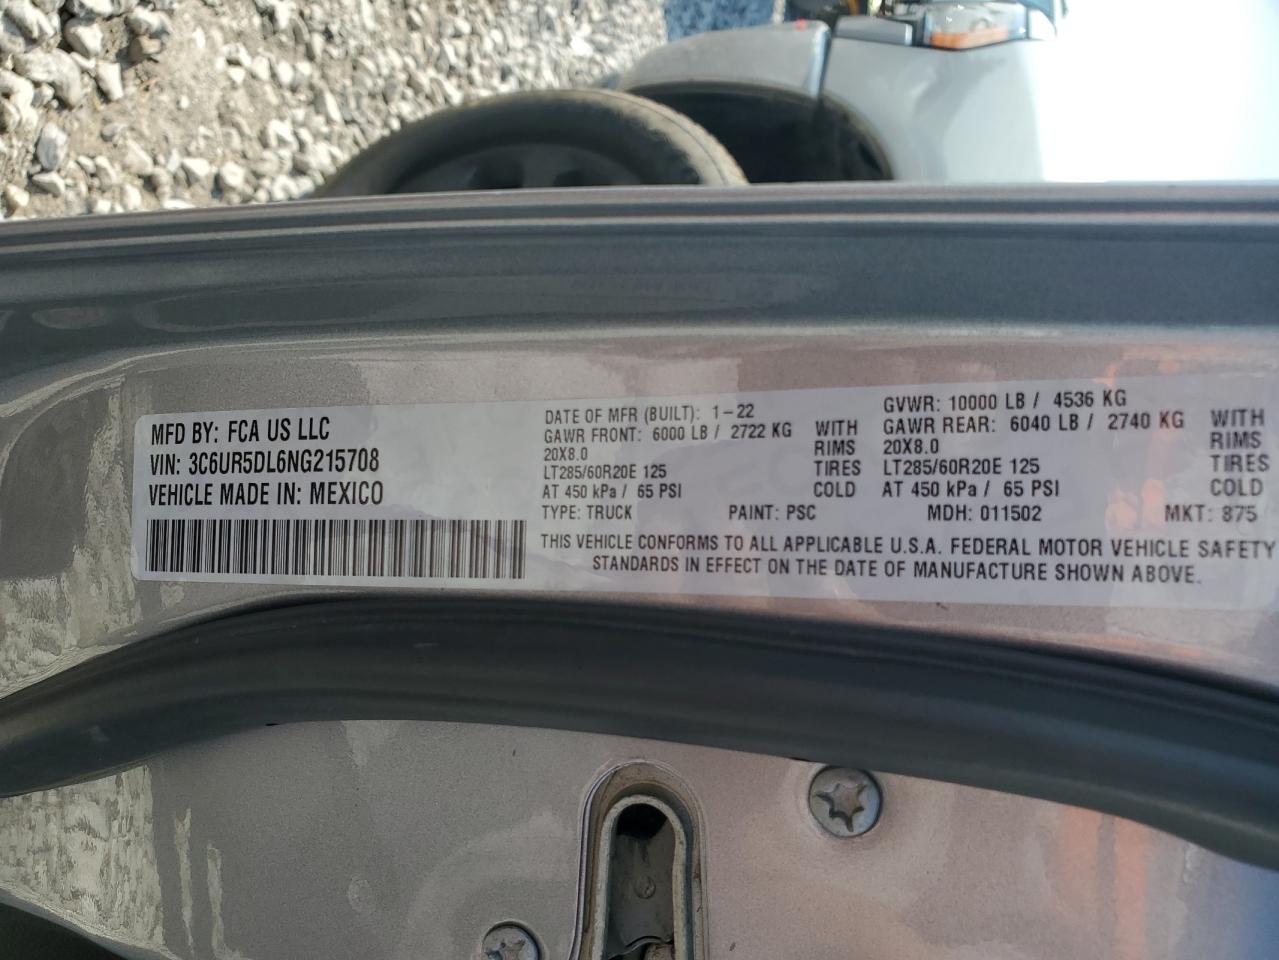 MFD BY: FCA US LLC
VIN: 3C6UR5DL6NG215708
VEHICLE MADE IN: MEXICO
DATE OF MFR (BUILT): 1-22
GAWR FRONT: 6000 LB / 2722 KG WITH
20X8.0 RIMS
LT285/60R20E 125 TIRES
AT 450 kPa / 65 PSI COLD
GVWR: 10000 LB / 4536 KG
GAWR REAR: 6040 LB / 2740 KG WITH
20X8.0 RIMS
LT285/60R20E 125 TIRES
AT 450 kPa / 65 PSI COLD
TYPE: TRUCK PAINT: PSC MDH: 011502 MKT: 875
THIS VEHICLE CONFORMS TO ALL APPLICABLE U.S.A. FEDERAL MOTOR VEHICLE SAFETY
STANDARDS IN EFFECT ON THE DATE OF MANUFACTURE SHOWN ABOVE.